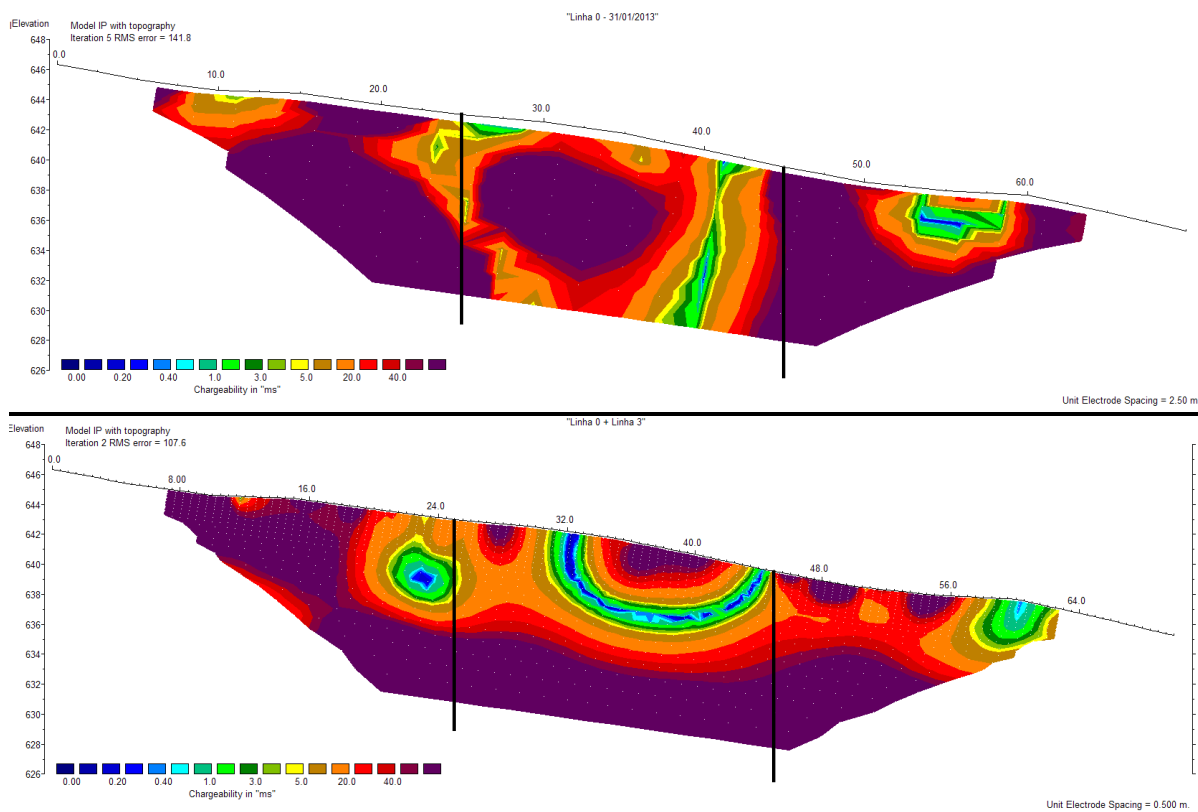 "Linha 0 - 31/01/2013"
Elevation
Model IP with topography
Iteration 5 RMS error = 141.8
648
646
644
642
640
638
636
634
632
630
628
626
0.0
10.0
20.0
30.0
40.0
50.0
60.0
0.00 0.20 0.40 1.0 3.0 5.0 20.0 40.0
Chargeability in "ms"
Unit Electrode Spacing = 2.50 m
"Linha 0 + Linha 3"
Elevation
Model IP with topography
Iteration 2 RMS error = 107.6
648
646
644
642
640
638
636
634
632
630
628
626
0.0
8.00
16.0
24.0
32.0
40.0
48.0
56.0
64.0
0.00 0.20 0.40 1.0 3.0 5.0 20.0 40.0
Chargeability in "ms"
Unit Electrode Spacing = 0.500 m.